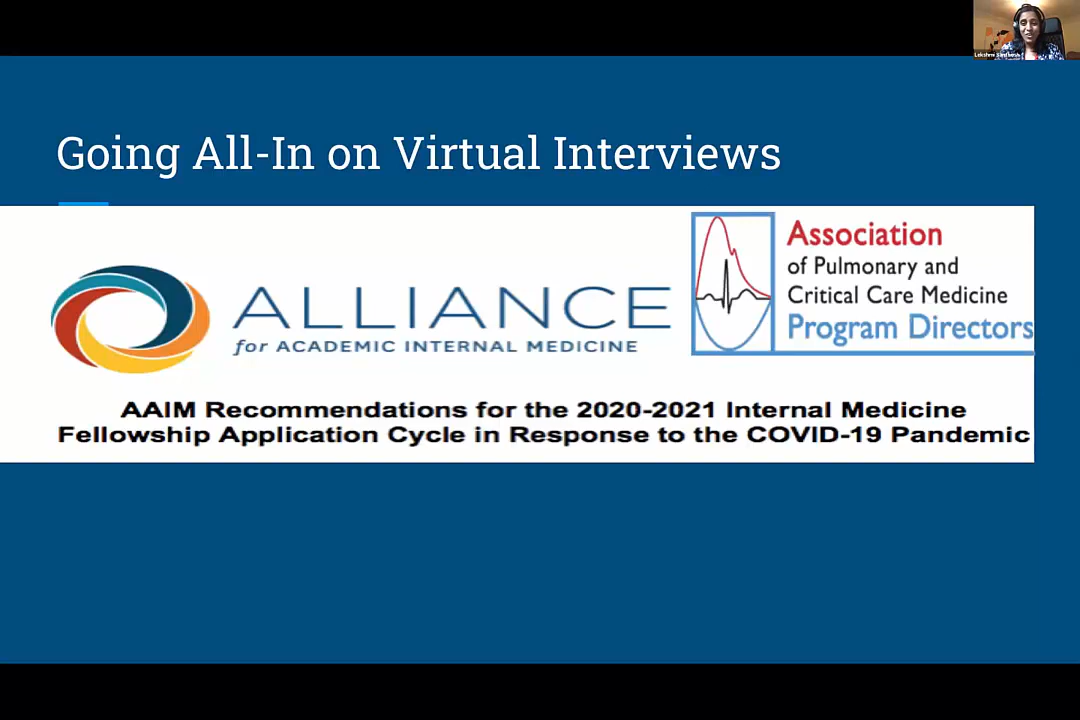 Going All-In on Virtual Interviews
ALLIANCE
for ACADEMIC INTERNAL MEDICINE
Association
of Pulmonary and
Critical Care Medicine
Program Directors
AAIM Recommendations for the 2020-2021 Internal Medicine
Fellowship Application Cycle in Response to the COVID-19 Pandemic